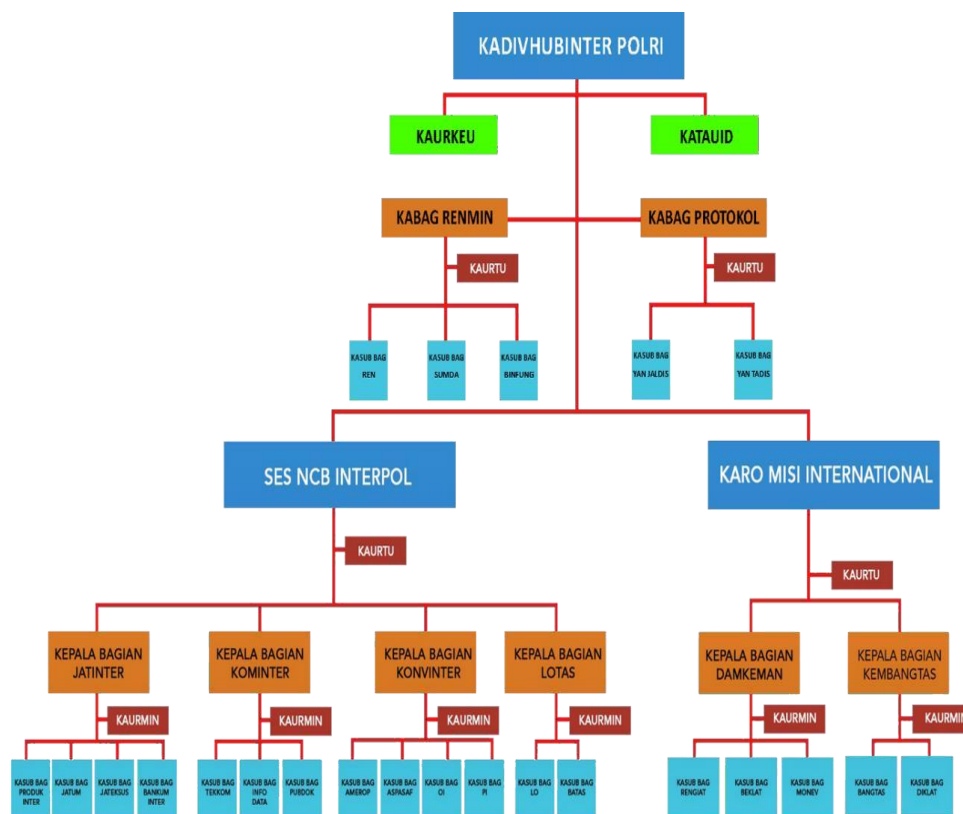 KADIVHUBINTER POLRI
KAURKEU
KATAUID
KABAG RENMIN
KABAG PROTOKOL
KAURTU
KAURTU
KASUB BAG
REN
KASUB BAG
SUMDA
KASUB BAG
BINFUNG
KASUB BAG
YAN JALDIS
KASUB BAG
YAN TADIS
SES NCB INTERPOL
KARO MISI INTERNATIONAL
KAURTU
KAURTU
KEPALA BAGIAN
JATINTER
KEPALA BAGIAN
KOMINTER
KEPALA BAGIAN
KONVINTER
KEPALA BAGIAN
LOTAS
KEPALA BAGIAN
DAMKEMAN
KEPALA BAGIAN
KEMBANGTAS
KAURMIN
KAURMIN
KAURMIN
KAURMIN
KAURMIN
KAURMIN
KASUB BAG
PRODUK
INTER
KASUB BAG
JATUM
KASUB BAG
JATEKSUS
KASUB BAG
BANKUM
INTER
KASUB BAG
TEKKOM
KASUB BAG
INFO
DATA
KASUB BAG
PUBDOK
KASUB BAG
AMEROP
KASUB BAG
ASPASAF
KASUB BAG
OI
KASUB BAG
PI
KASUB BAG
LO
KASUB BAG
BATAS
KASUB BAG
RENGIAT
KASUB BAG
BEKLAT
KASUB BAG
MONEV
KASUB BAG
BANGTAS
KASUB BAG
DIKLAT